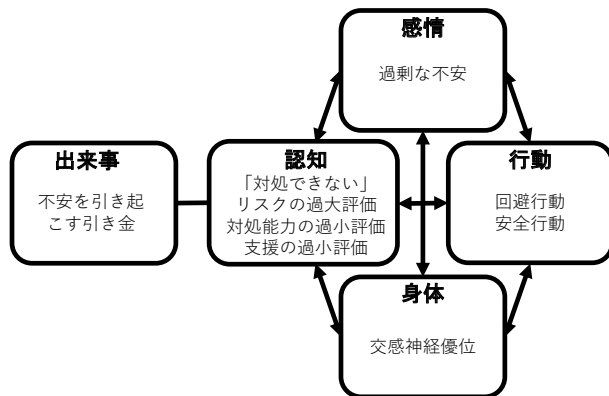 感情
過剰な不安
出来事
不安を引き起
こす引き金
認知
「対処できない」
リスクの過大評価
対処能力の過小評価
支援の過小評価
行動
回避行動
安全行動
身体
交感神経優位